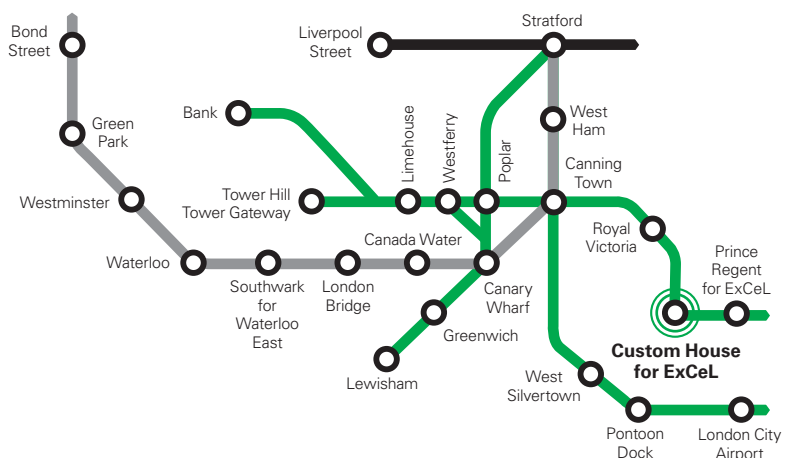 Bond
Street
Liverpool
Street
Stratford
Bank
Green
Park
Limehouse
Westferry
Poplar
West
Ham
Canning
Town
Westminster
Tower Hill
Tower Gateway
Royal
Victoria
Canada Water
Prince
Regent
for ExCeL
Waterloo
Southwark
for
Waterloo
East
London
Bridge
Canary
Wharf
Greenwich
Custom House
for ExCeL
Lewisham
West
Silvertown
Pontoon
Dock
London City
Airport